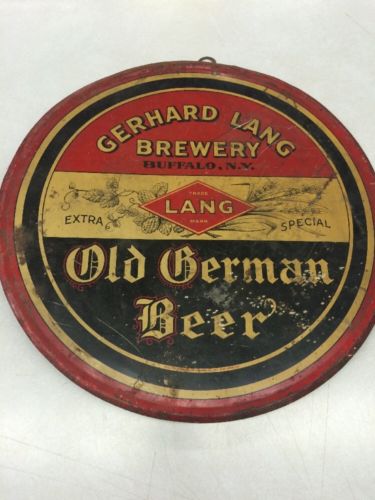 GERHARD LANG
BREWERY
BUFFALO, N.Y.
TRADE
LANG
MARK
EXTRA SPECIAL
Old German
Beer